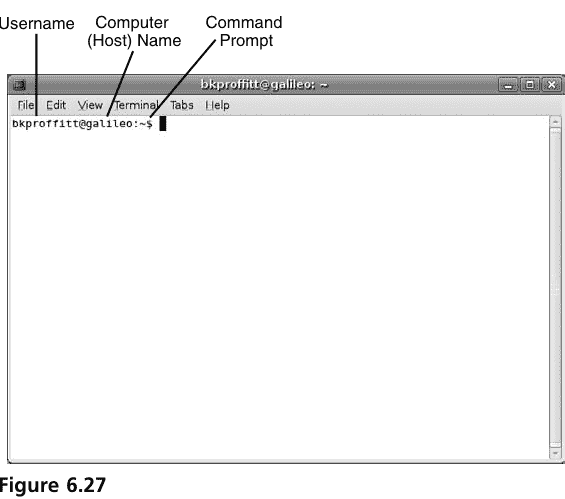 Username Computer (Host) Name Command Prompt
bkproffitt@galileo: ~
File Edit View Terminal Tabs Help
bkproffitt@galileo:~$
Figure 6.27